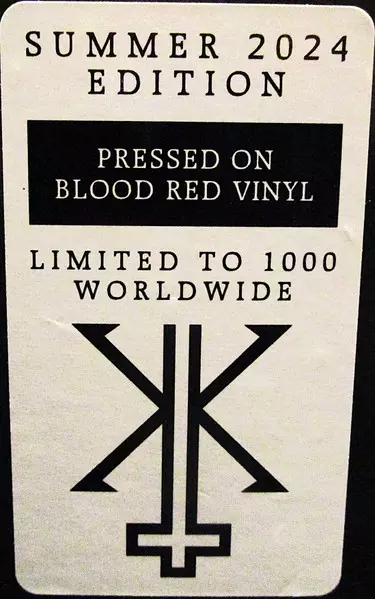 SUMMER 2024
EDITION
PRESSED ON
BLOOD RED VINYL
LIMITED TO 1000
WORLDWIDE